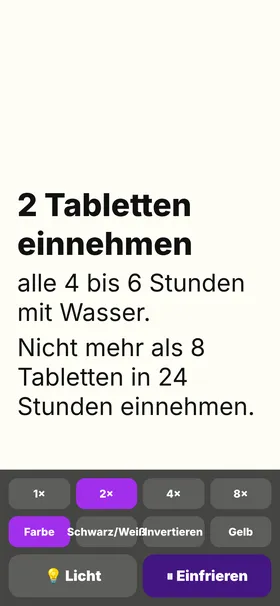 2 Tabletten
einnehmen
alle 4 bis 6 Stunden
mit Wasser.
Nicht mehr als 8
Tabletten in 24
Stunden einnehmen.
1×
2×
4×
8×
Farbe
Schwarz/Weiß
Invertieren
Gelb
💡 Licht
⏸ Einfrieren